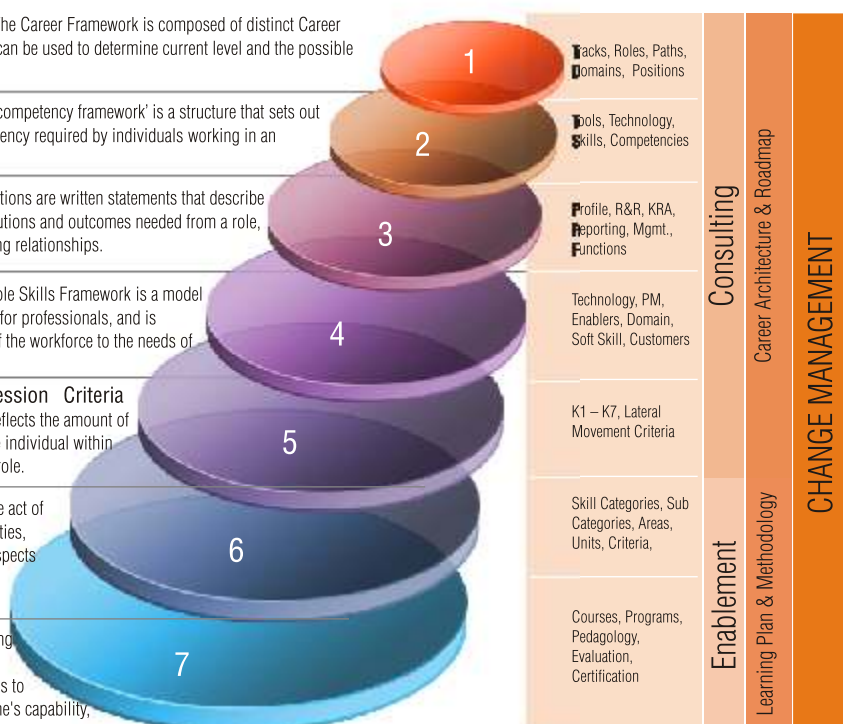 he Career Framework is composed of distinct Career
can be used to determine current level and the possible
competency framework’ is a structure that sets out
ency required by individuals working in an
tions are written statements that describe
utions and outcomes needed from a role,
ng relationships.
ple Skills Framework is a model
for professionals, and is
f the workforce to the needs of
ession Criteria
eflects the amount of
e individual within
role.
e act of
ties,
spects
ng
s to
ne's capability,
1
2
3
4
5
6
7
Tracks, Roles, Paths,
Domains, Positions
Tools, Technology,
Skills, Competencies
Profile, R&R, KRA,
Reporting, Mgmt.,
Functions
Technology, PM,
Enablers, Domain,
Soft Skill, Customers
K1 – K7, Lateral
Movement Criteria
Skill Categories, Sub
Categories, Areas,
Units, Criteria,
Courses, Programs,
Pedagology,
Evaluation,
Certification
Consulting
Enablement
Career Architecture & Roadmap
Learning Plan & Methodology
CHANGE MANAGEMENT